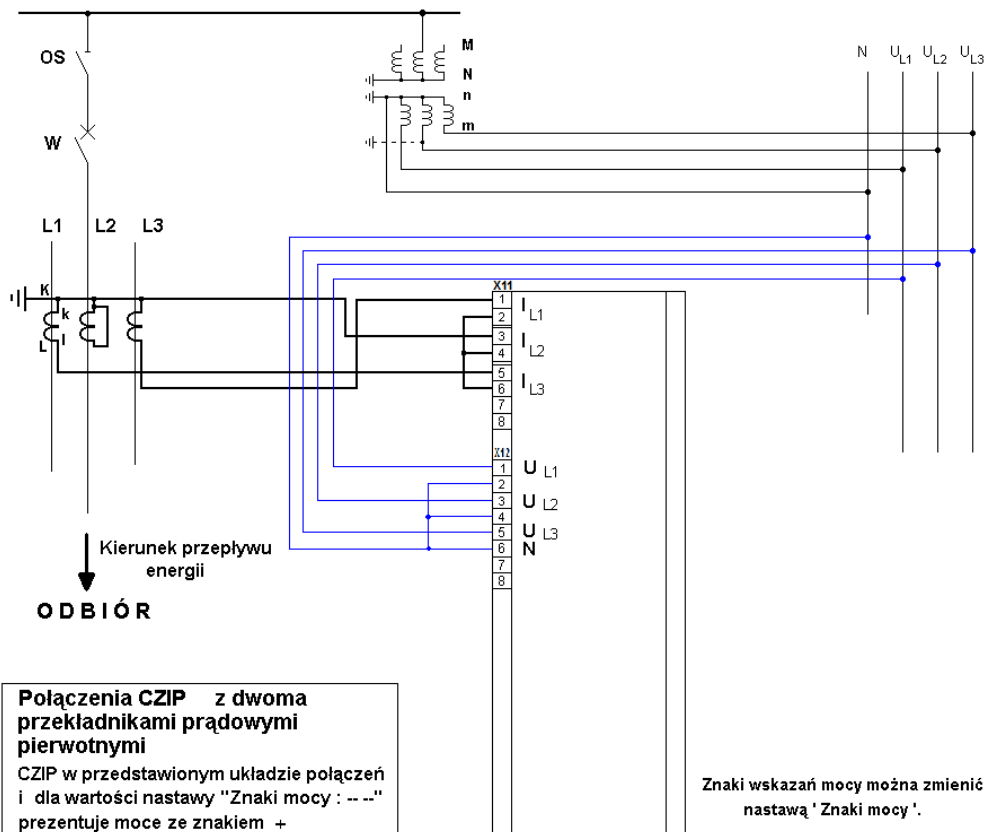 M
N
n
m
OS
W
N U L1 U L2 U L3
L1 L2 L3
K
k
L l
X11
1 I L1
2
3 I L2
4
5 I L3
6
7
8
X12
1 U L1
2
3 U L2
4
5 U L3
6 N
7
8
Kierunek przepływu
energii
ODBIÓR
Połączenia CZIP z dwoma
przekładnikami prądowymi
pierwotnymi
CZIP w przedstawionym układzie połączeń
i dla wartości nastawy "Znaki mocy : -- --"
prezentuje moce ze znakiem +
Znaki wskazań mocy można zmienić
nastawą ' Znaki mocy '.